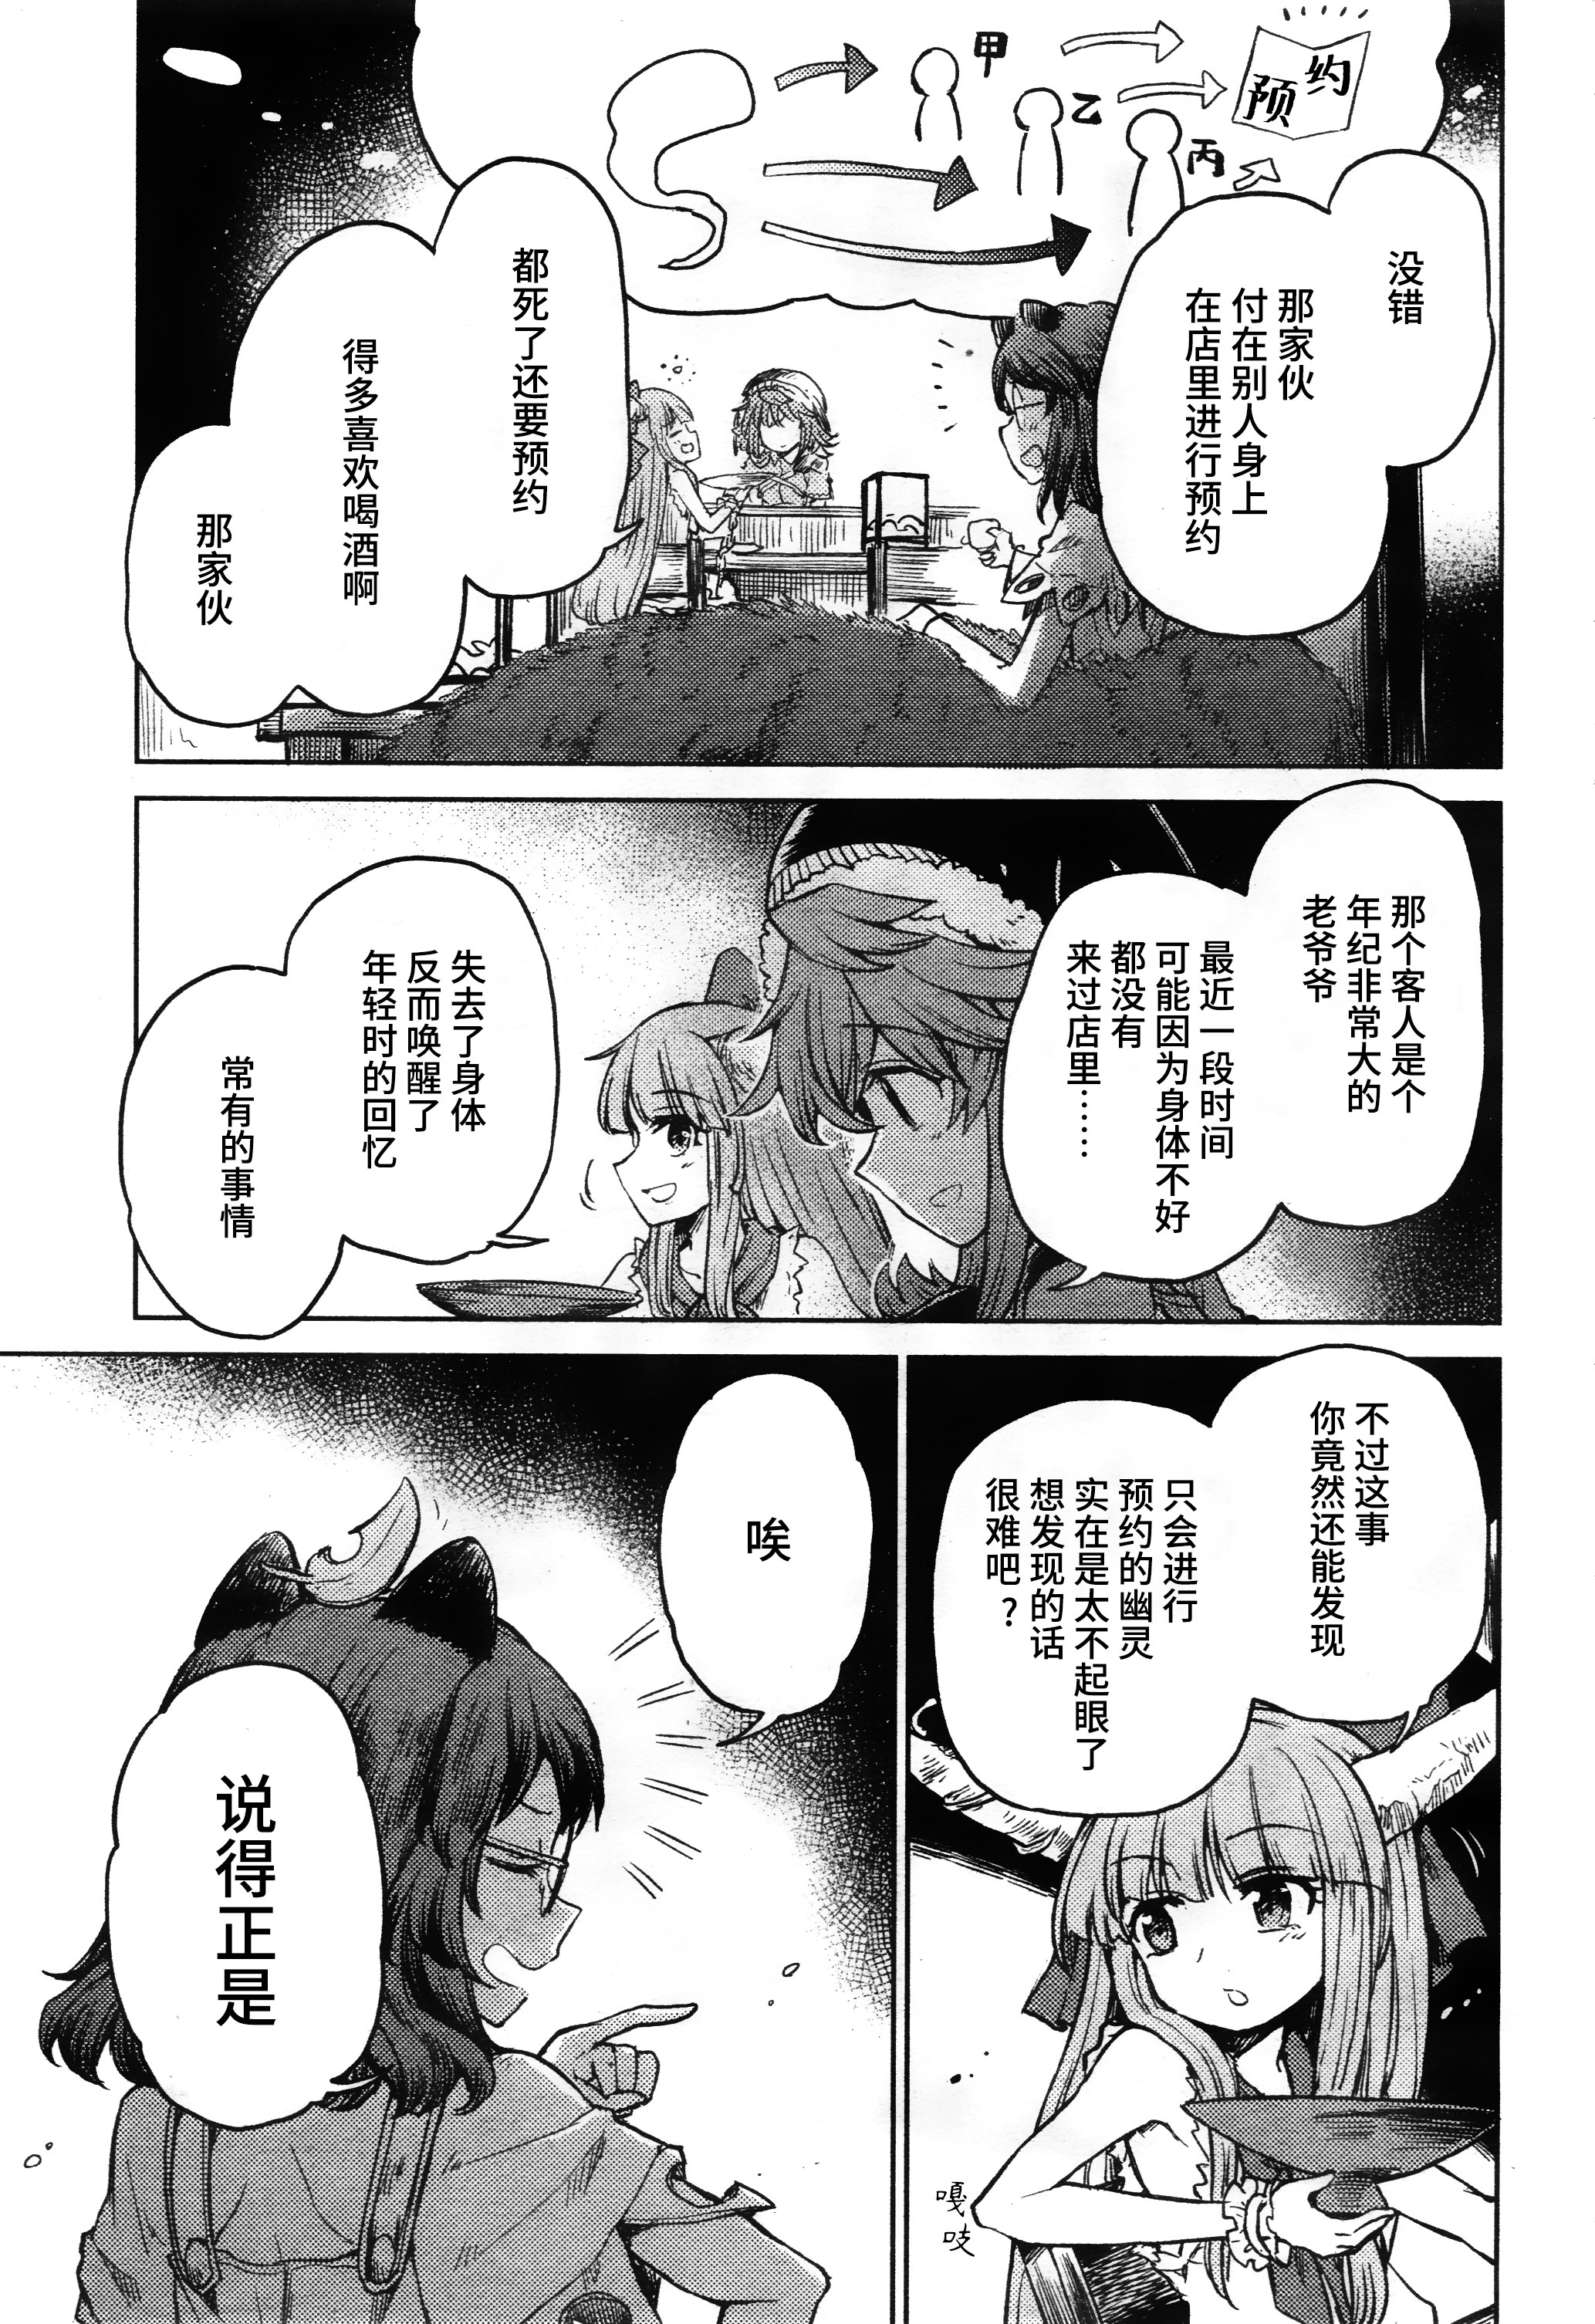 甲
乙
丙
预约
没错
那家伙
付在别人身上
在店里进行预约
都死了还要预约
得多喜欢喝酒啊
那家伙
那个客人是个
年纪非常大的
老爷爷
最近一段时间
可能因为身体不好
都没有
来过店里……
失去了身体
反而唤醒了
年轻时的回忆
常有的事情
不过这事
你竟然还能发现
只会进行
预约的幽灵
实在是太不起眼了
想发现的话
很难吧？
嘎吱
唉
说得正是